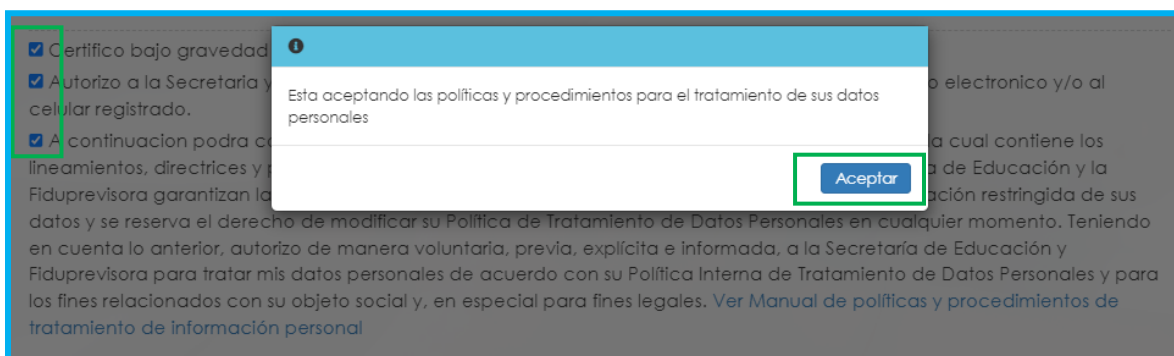 Certifico bajo gravedad
Autorizo a la Secretaria y
o electronico y/o al
celular registrado.
A continuacion podra
la cual contiene los
lineamientos, directrices y
de Educación y la
Fiduprevisora garantizan la
ación restringida de sus
datos y se reserva el derecho de modificar su Política de Tratamiento de Datos Personales en cualquier momento. Teniendo
en cuenta lo anterior, autorizo de manera voluntaria, previa, explícita e informada, a la Secretaría de Educación y
Fiduprevisora para tratar mis datos personales de acuerdo con su Política Interna de Tratamiento de Datos Personales y para
los fines relacionados con su objeto social y, en especial para fines legales. Ver Manual de políticas y procedimientos de
tratamiento de información personal
Esta aceptando las políticas y procedimientos para el tratamiento de sus datos
personales
Aceptar